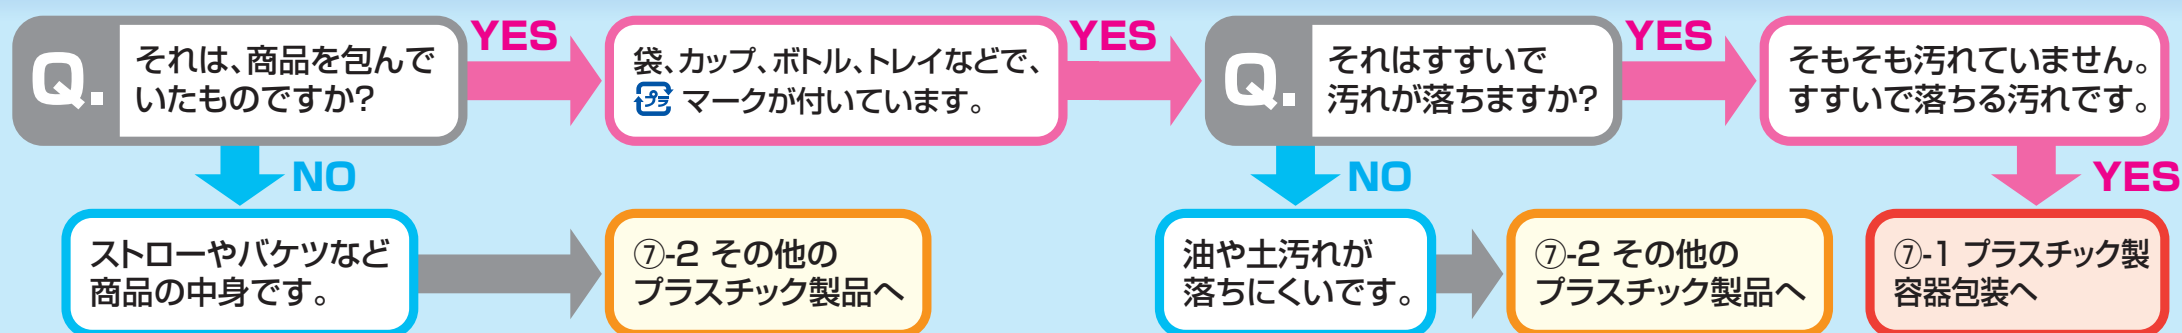 Q.
それは、商品を包んで
いたものですか?
YES
袋、カップ、ボトル、トレイなどで、
プラ マークが付いています。
YES
Q.
それはすすいで
汚れが落ちますか?
YES
そもそも汚れていません。
すすいで落ちる汚れです。
NO
NO
YES
ストローやバケツなど
商品の中身です。
⑦-2 その他の
プラスチック製品へ
油や土汚れが
落ちにくいです。
⑦-2 その他の
プラスチック製品へ
⑦-1 プラスチック製
容器包装へ